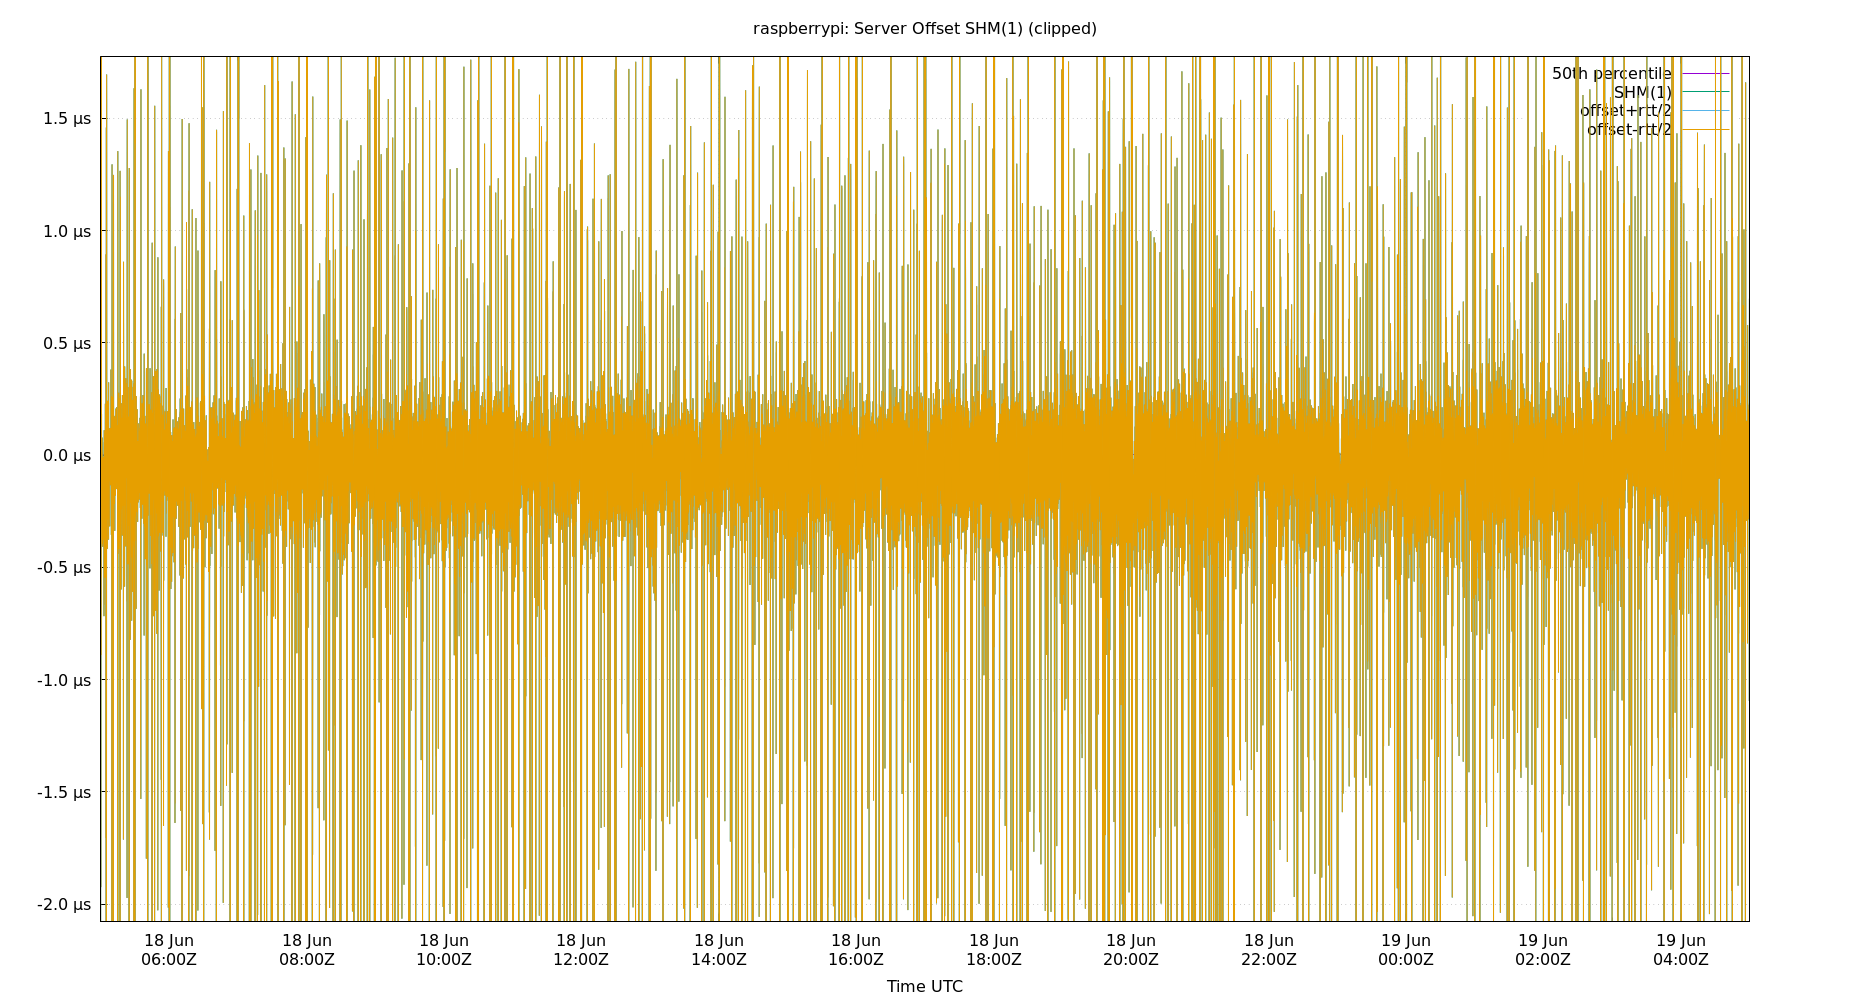 raspberrypi: Server Offset SHM(1) (clipped)
50th percentile
SHM(1)
offset+rtt/2
offset-rtt/2
1.5 µs
1.0 µs
0.5 µs
0.0 µs
-0.5 µs
-1.0 µs
-1.5 µs
-2.0 µs
18 Jun 18 Jun 18 Jun 18 Jun 18 Jun 18 Jun 18 Jun 18 Jun 18 Jun 19 Jun 19 Jun 19 Jun
06:00Z 08:00Z 10:00Z 12:00Z 14:00Z 16:00Z 18:00Z 20:00Z 22:00Z 00:00Z 02:00Z 04:00Z
Time UTC